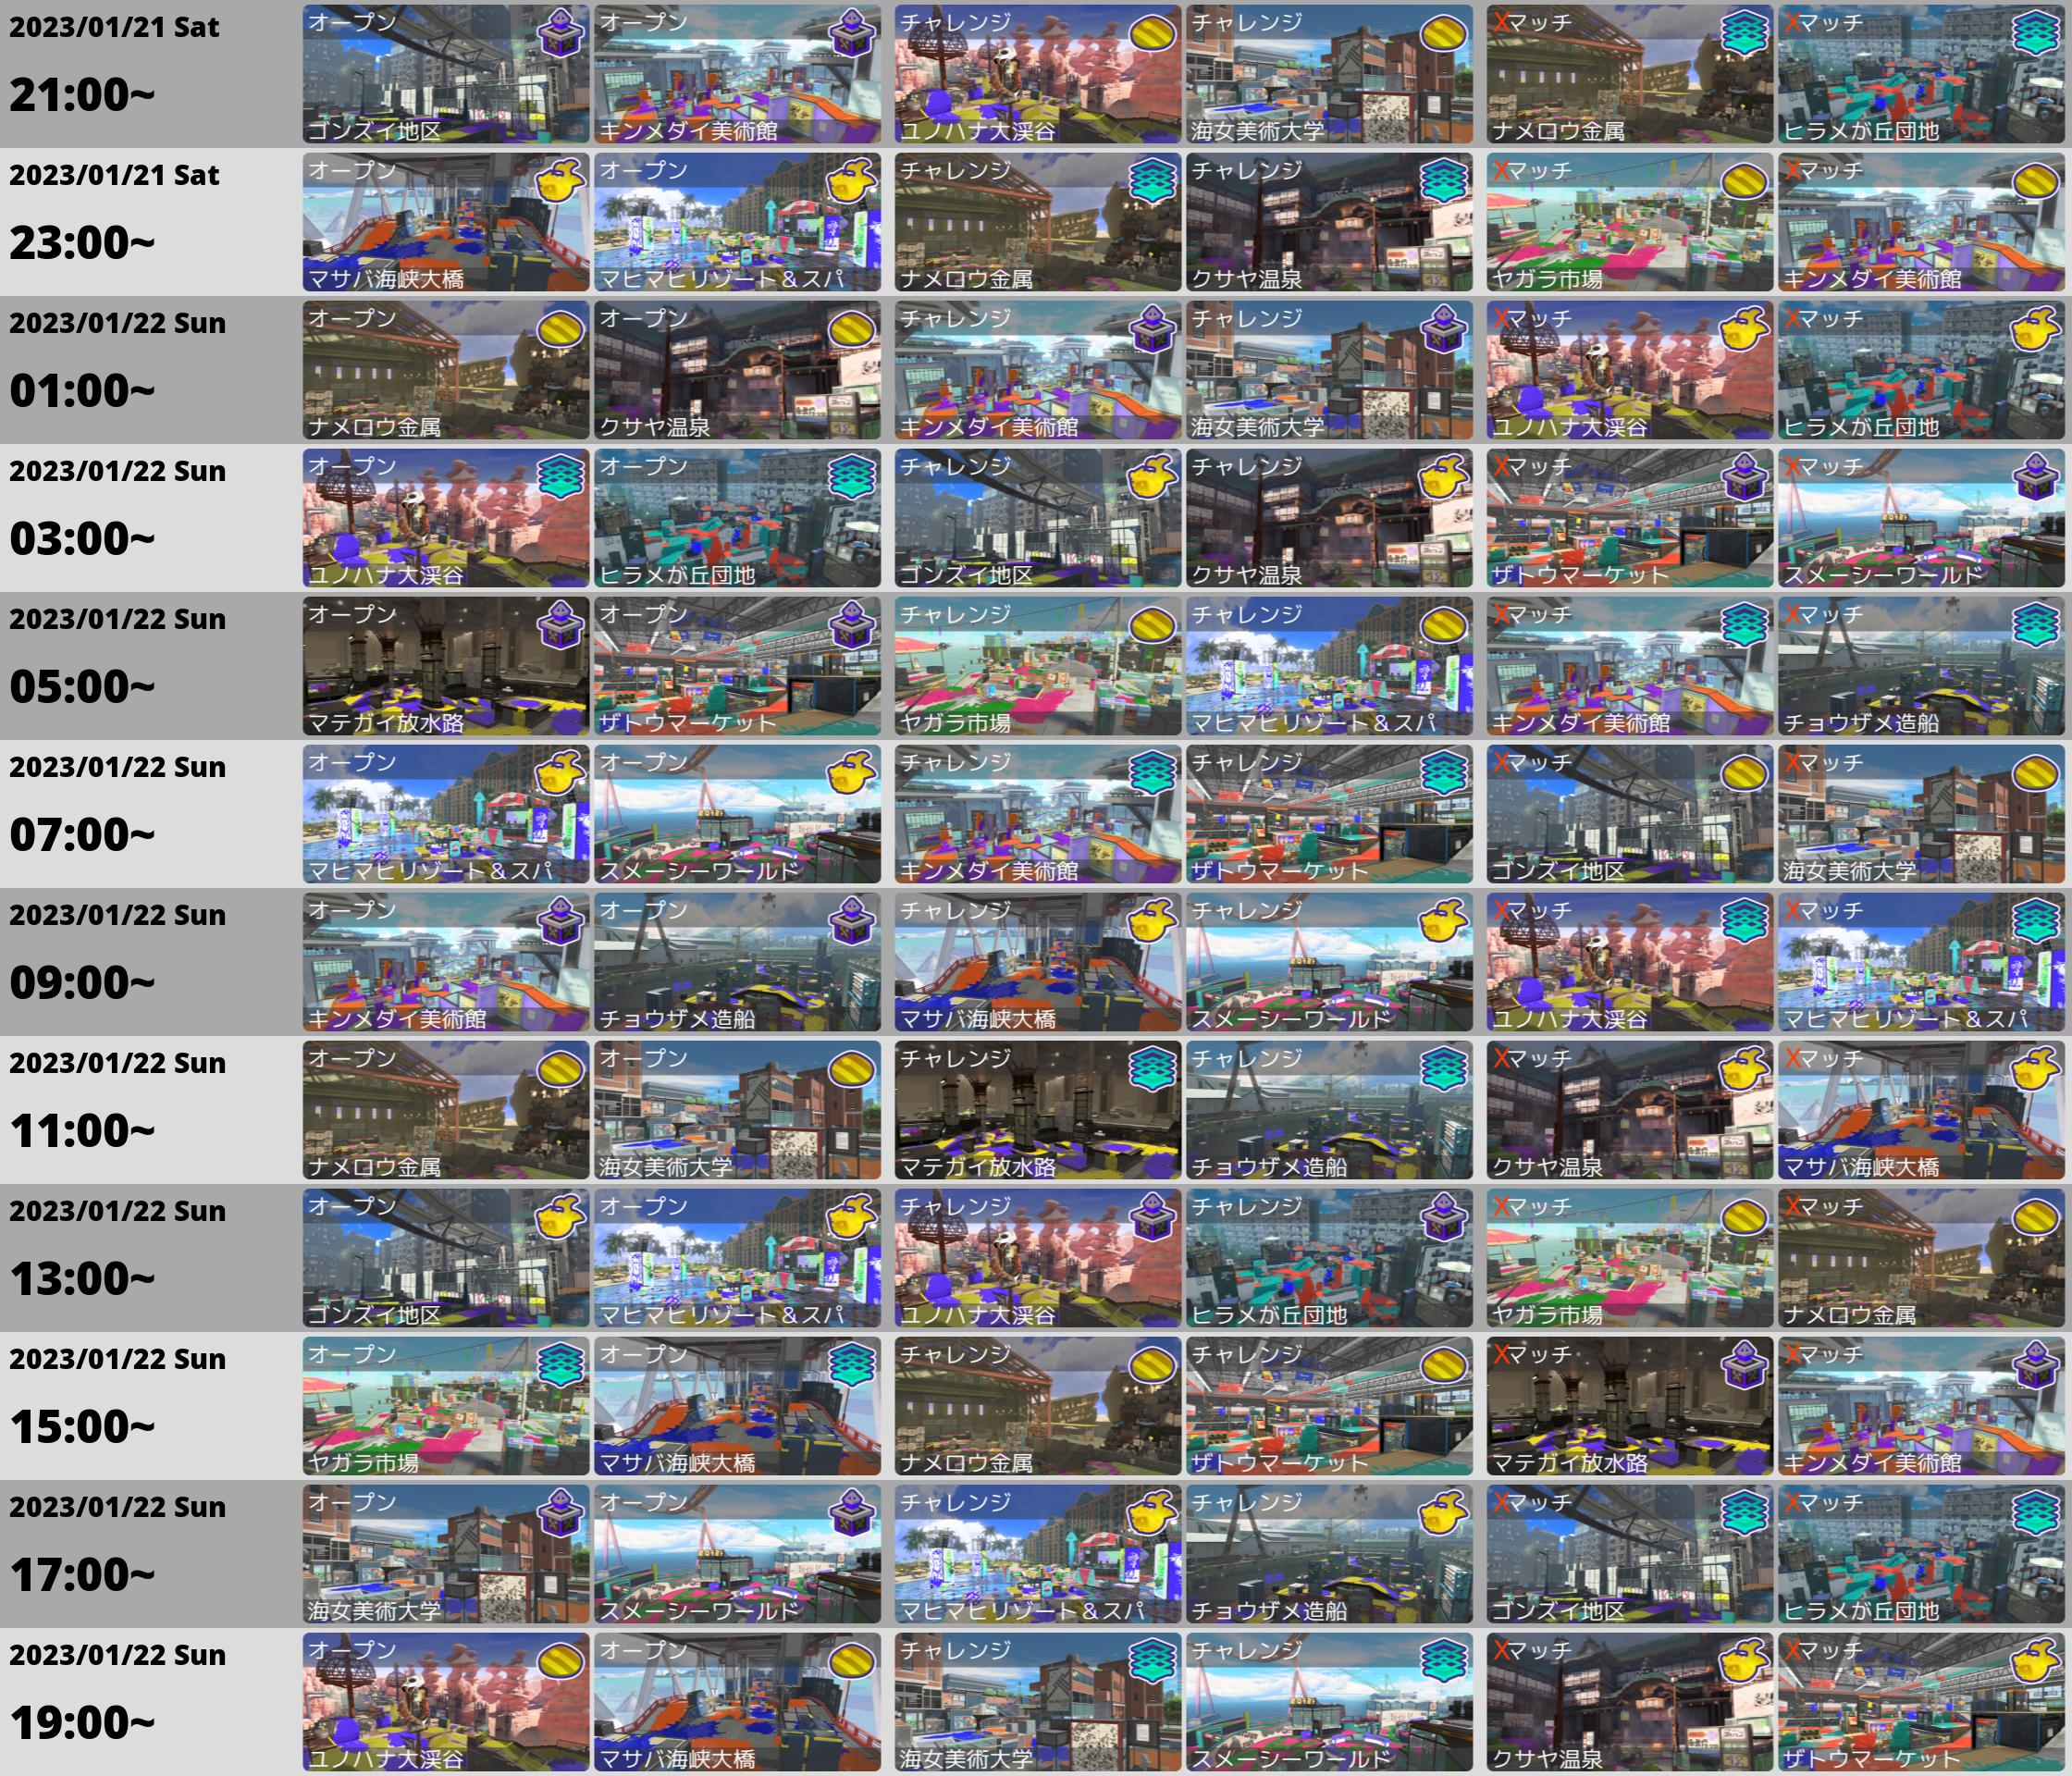 2023/01/21 Sat
21:00~
オープン
ゴンズイ地区
オープン
キンメダイ美術館
チャレンジ
ユノハナ大渓谷
チャレンジ
海女美術大学
Xマッチ
ナメロウ金属
Xマッチ
ヒラメが丘団地
2023/01/21 Sat
23:00~
オープン
マサバ海峡大橋
オープン
マヒマヒリゾート＆スパ
チャレンジ
ナメロウ金属
チャレンジ
クサヤ温泉
Xマッチ
ヤガラ市場
Xマッチ
キンメダイ美術館
2023/01/22 Sun
01:00~
オープン
ナメロウ金属
オープン
クサヤ温泉
チャレンジ
キンメダイ美術館
チャレンジ
海女美術大学
Xマッチ
ユノハナ大渓谷
Xマッチ
ヒラメが丘団地
2023/01/22 Sun
03:00~
オープン
ユノハナ大渓谷
オープン
ヒラメが丘団地
チャレンジ
ゴンズイ地区
チャレンジ
クサヤ温泉
Xマッチ
ザトウマーケット
Xマッチ
スメーシーワールド
2023/01/22 Sun
05:00~
オープン
マテガイ放水路
オープン
ザトウマーケット
チャレンジ
ヤガラ市場
チャレンジ
マヒマヒリゾート＆スパ
Xマッチ
キンメダイ美術館
Xマッチ
チョウザメ造船
2023/01/22 Sun
07:00~
オープン
マヒマヒリゾート＆スパ
オープン
スメーシーワールド
チャレンジ
キンメダイ美術館
チャレンジ
ザトウマーケット
Xマッチ
ゴンズイ地区
Xマッチ
海女美術大学
2023/01/22 Sun
09:00~
オープン
キンメダイ美術館
オープン
チョウザメ造船
チャレンジ
マサバ海峡大橋
チャレンジ
スメーシーワールド
Xマッチ
ユノハナ大渓谷
Xマッチ
マヒマヒリゾート＆スパ
2023/01/22 Sun
11:00~
オープン
ナメロウ金属
オープン
海女美術大学
チャレンジ
マテガイ放水路
チャレンジ
チョウザメ造船
Xマッチ
クサヤ温泉
Xマッチ
マサバ海峡大橋
2023/01/22 Sun
13:00~
オープン
ゴンズイ地区
オープン
マヒマヒリゾート＆スパ
チャレンジ
ユノハナ大渓谷
チャレンジ
ヒラメが丘団地
Xマッチ
ヤガラ市場
Xマッチ
ナメロウ金属
2023/01/22 Sun
15:00~
オープン
ヤガラ市場
オープン
マサバ海峡大橋
チャレンジ
ナメロウ金属
チャレンジ
ザトウマーケット
Xマッチ
マテガイ放水路
Xマッチ
キンメダイ美術館
2023/01/22 Sun
17:00~
オープン
海女美術大学
オープン
スメーシーワールド
チャレンジ
マヒマヒリゾート＆スパ
チャレンジ
チョウザメ造船
Xマッチ
ゴンズイ地区
Xマッチ
ヒラメが丘団地
2023/01/22 Sun
19:00~
オープン
ユノハナ大渓谷
オープン
マサバ海峡大橋
チャレンジ
海女美術大学
チャレンジ
スメーシーワールド
Xマッチ
クサヤ温泉
Xマッチ
ザトウマーケット